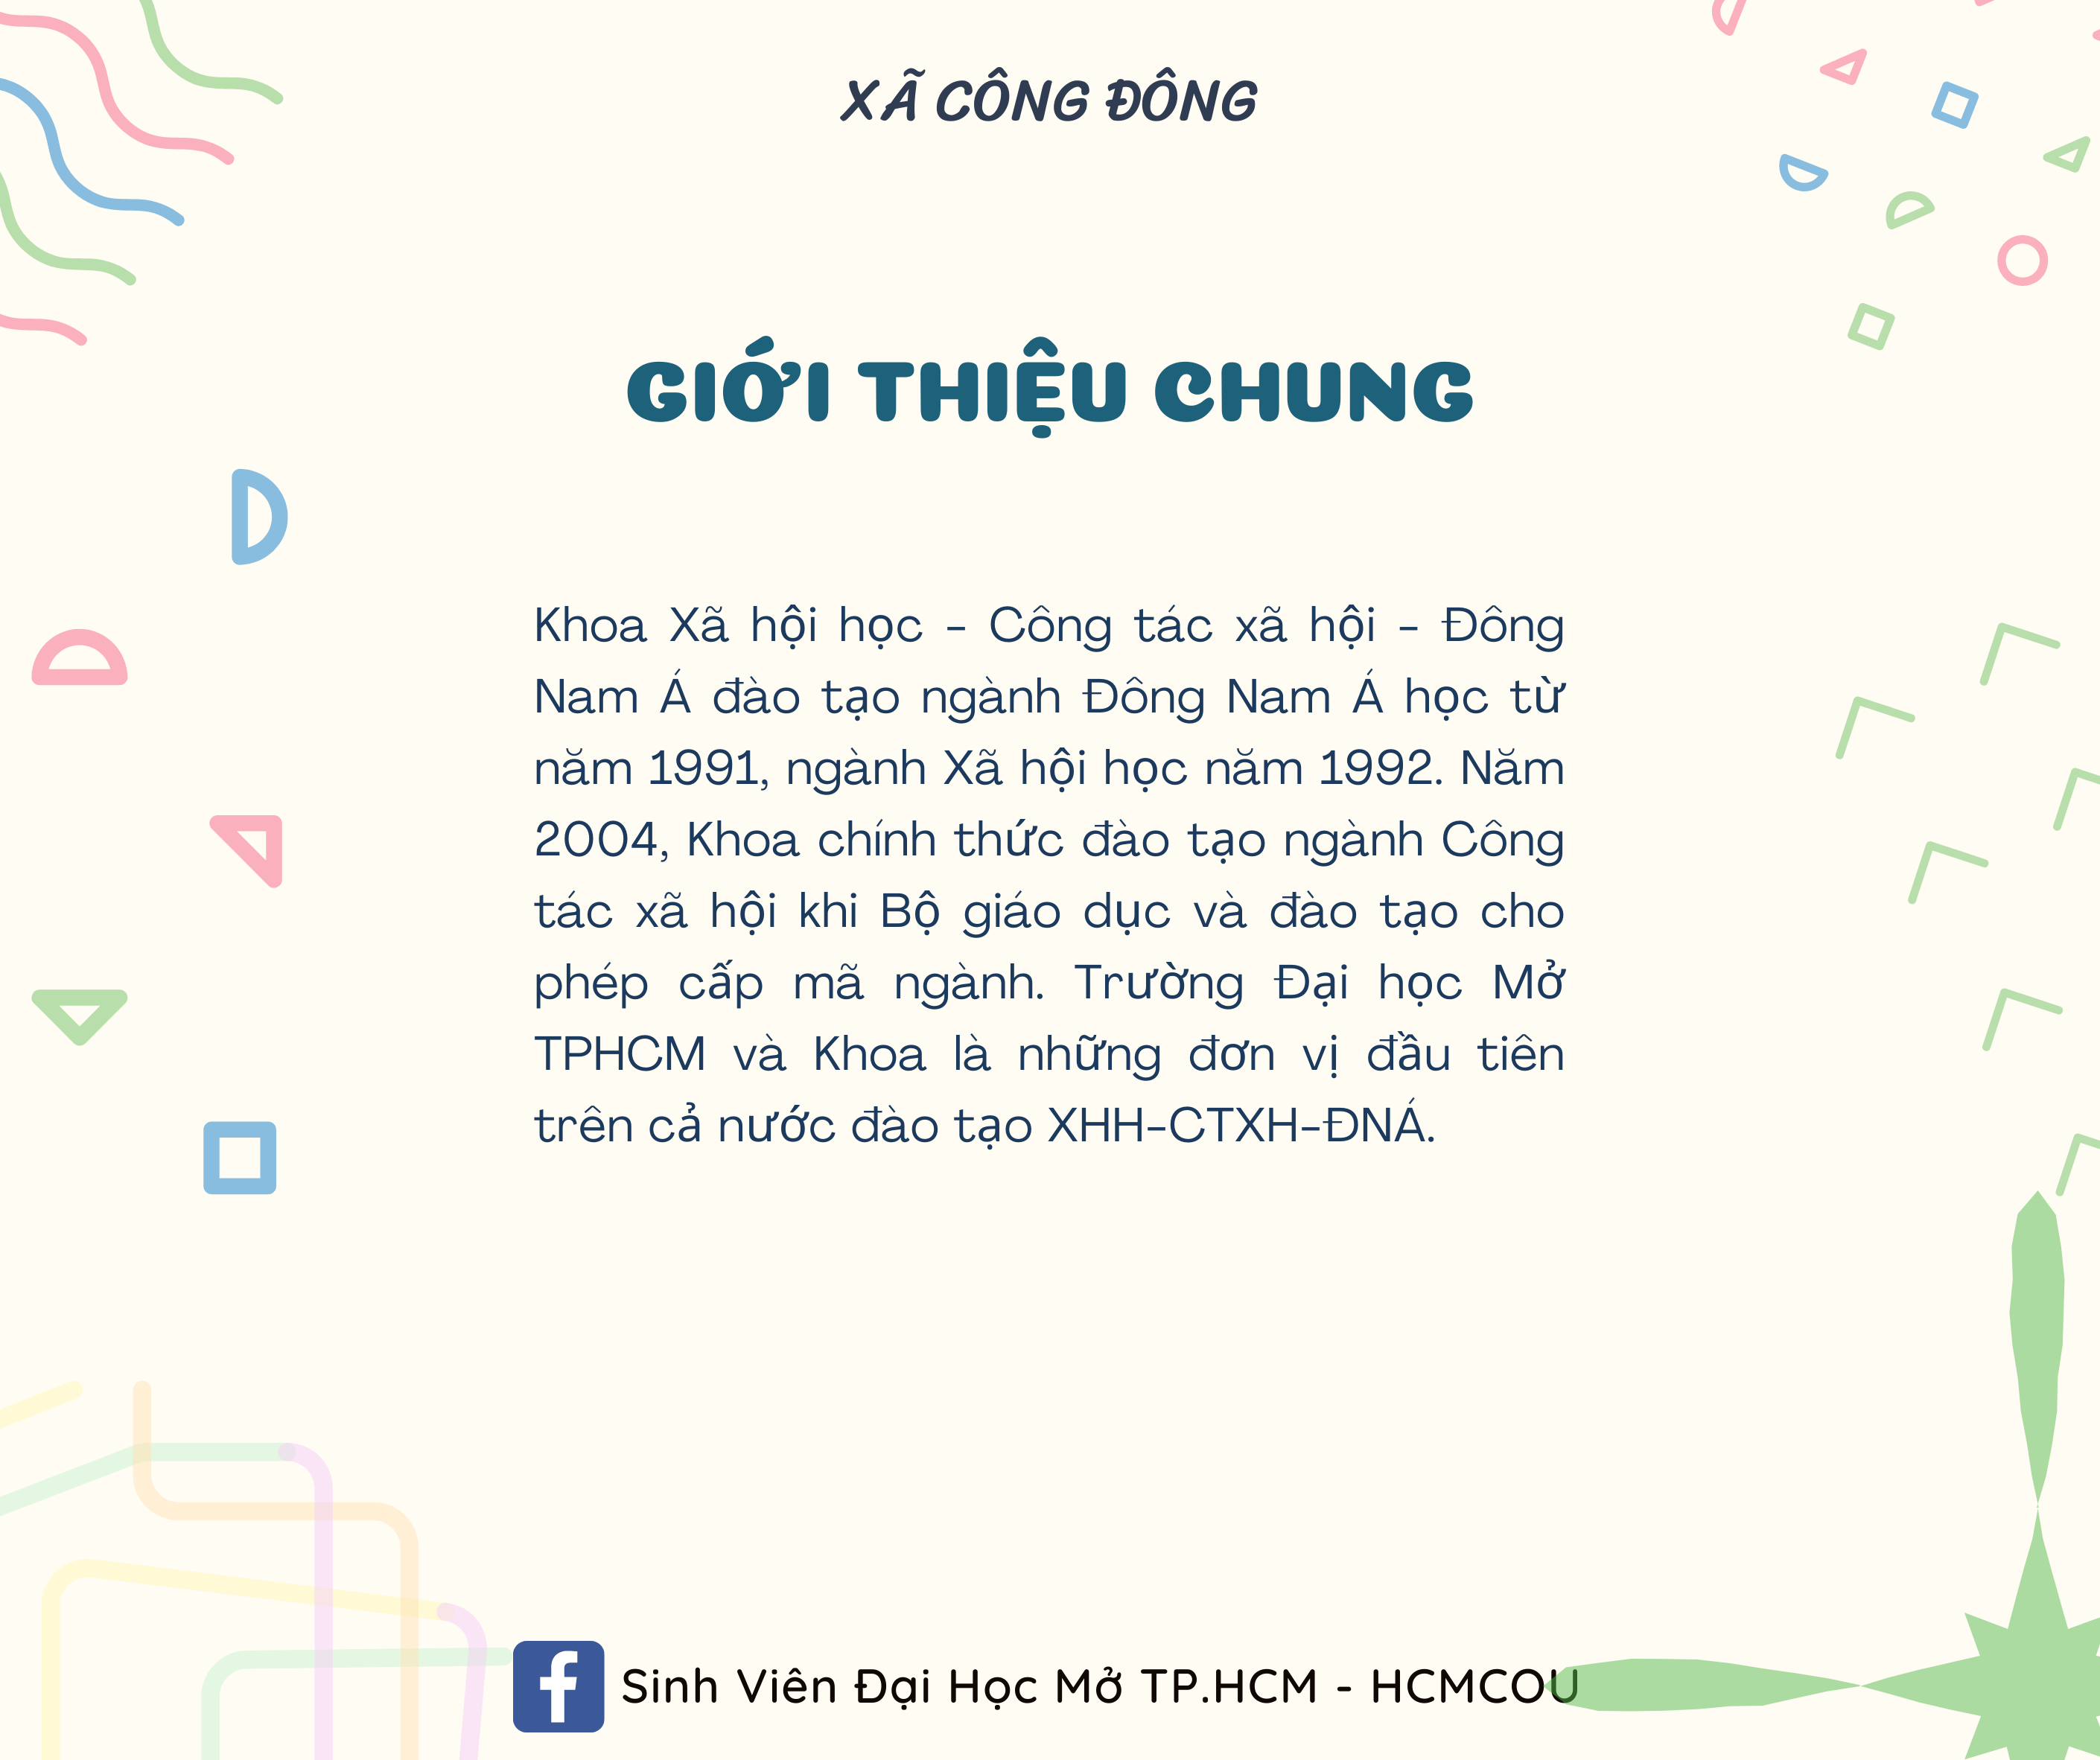 XÃ CÔNG ĐÔNG
GIỚI THIỆU CHUNG
Khoa Xã hội học - Công tác xã hội - Đông
Nam Á đào tạo ngành Đông Nam Á học từ
năm 1991, ngành Xã hội học năm 1992. Năm
2004, Khoa chính thức đào tạo ngành Công
tác xã hội khi Bộ giáo dục và đào tạo cho
phép cấp mã ngành. Trường Đại học Mở
TPHCM và Khoa là những đơn vị đầu tiên
trên cả nước đào tạo XHH-CTXH-ĐNÁ.
Sinh Viên Đại Học Mở TP.HCM - HCMCOU